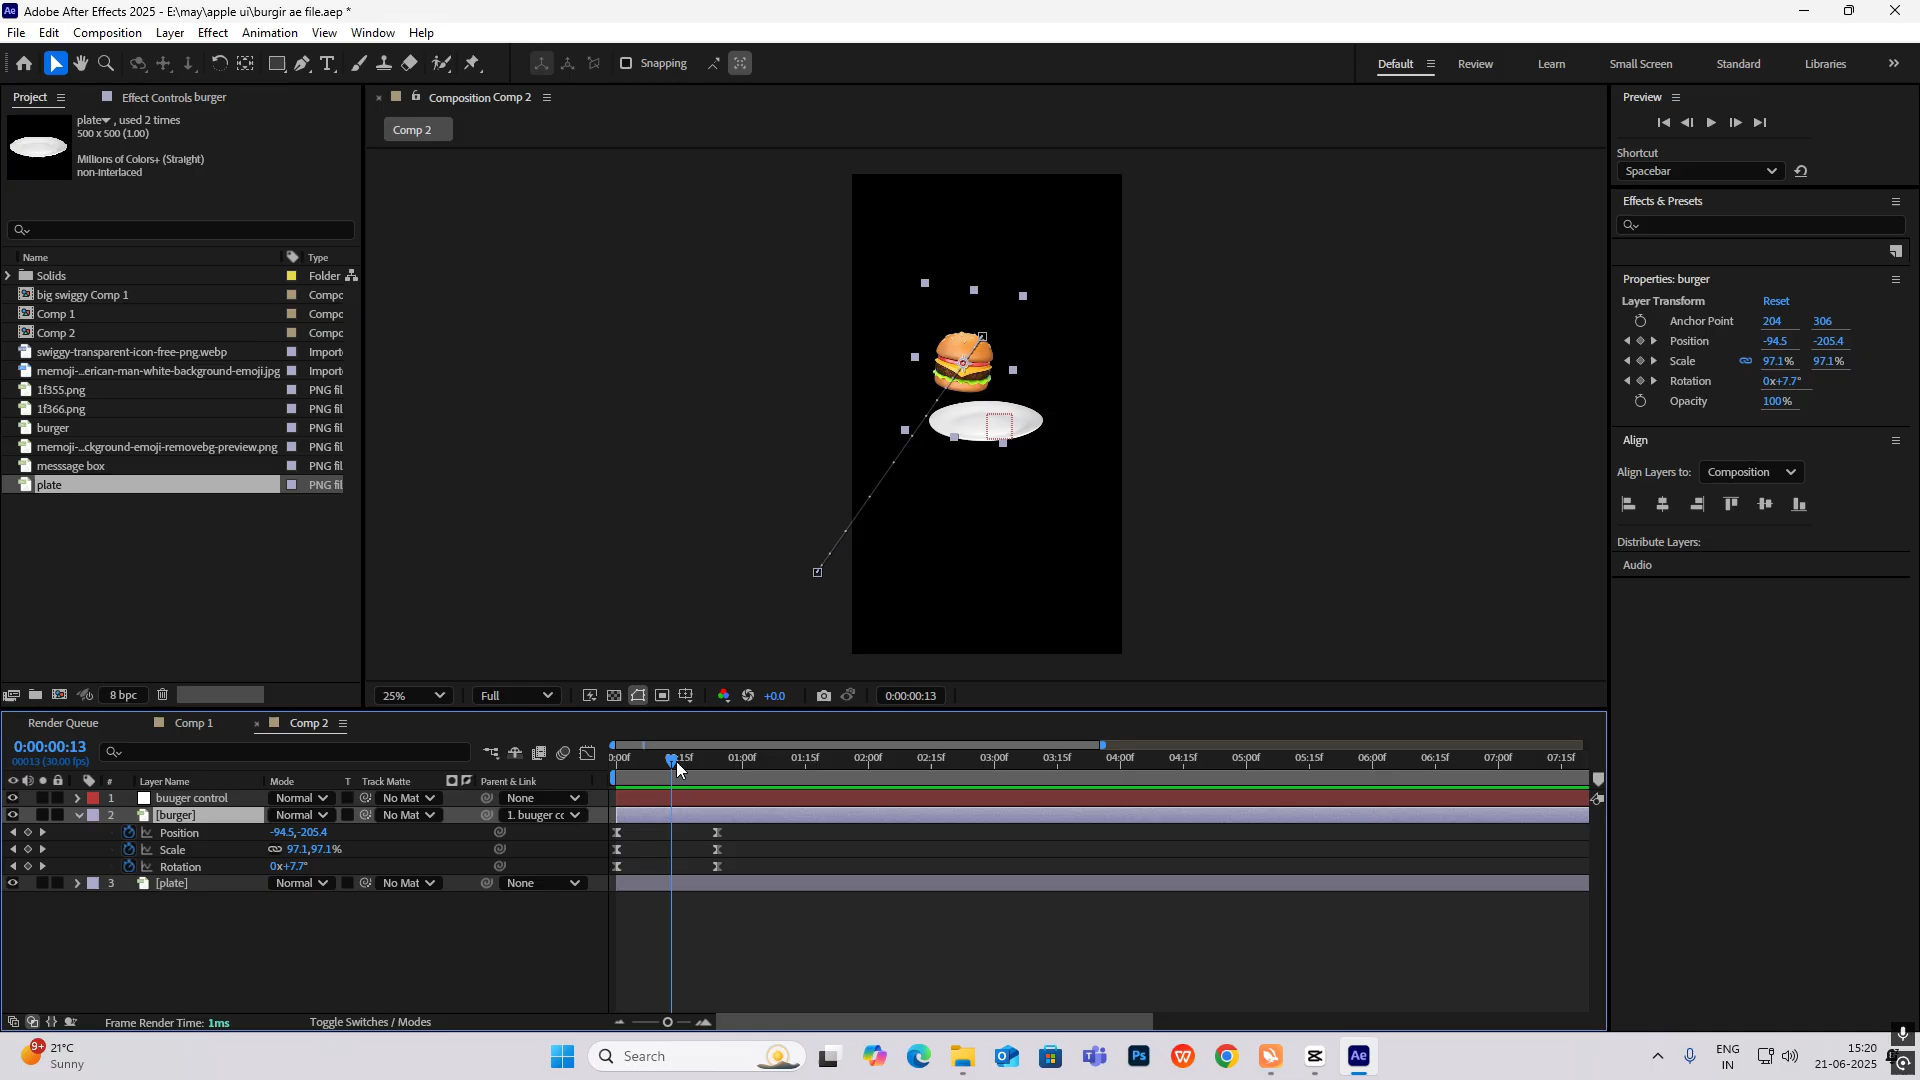 Adobe After Effects 2025 - E:\may\apple ui\burgir ae file.aep *
File Edit Composition Layer Effect Animation View Window Help
Snapping
Default Review Learn Small Screen Standard Libraries
Project Effect Controls burger
plate , used 2 times
500 x 500 (1.00)
Millions of Colors+ (Straight)
non-interlaced
Name Type
Solids Folder
big swiggy Comp 1 Compc
Comp 1 Compc
Comp 2 Compc
swiggy-transparent-icon-free-png.webp Import
memoji-...erican-man-white-background-emoji.jpg Import
1f355.png PNG fil
1f366.png PNG fil
burger PNG fil
memoji-...ckground-emoji-removebg-preview.png PNG fil
messsage box PNG fil
plate PNG fil
8 bpc
Composition Comp 2
Comp 2
25% Full +0.0 0:00:00:13
Preview
Shortcut
Spacebar
Effects & Presets
Properties: burger
Layer Transform Reset
Anchor Point 204 306
Position -94.5 -205.4
Scale 97.1% 97.1%
Rotation 0x+7.7°
Opacity 100%
Align
Align Layers to: Composition
Distribute Layers:
Audio
Render Queue Comp 1 Comp 2
0:00:00:13
00013 (30.00 fps)
0:00f 0:15f 01:00f 01:15f 02:00f 02:15f 03:00f 03:15f 04:00f 04:15f 05:00f 05:15f 06:00f 06:15f 07:00f 07:15f
# Layer Name Mode T Track Matte Parent & Link
1 buuger control Normal No Mat None
2 [burger] Normal No Mat 1. buuger cc
Position -94.5,-205.4
Scale 97.1,97.1%
Rotation 0x+7.7°
3 [plate] Normal No Mat None
Frame Render Time: 1ms Toggle Switches / Modes
9+ 21°C
Sunny
Search
ENG
IN
15:20
21-06-2025